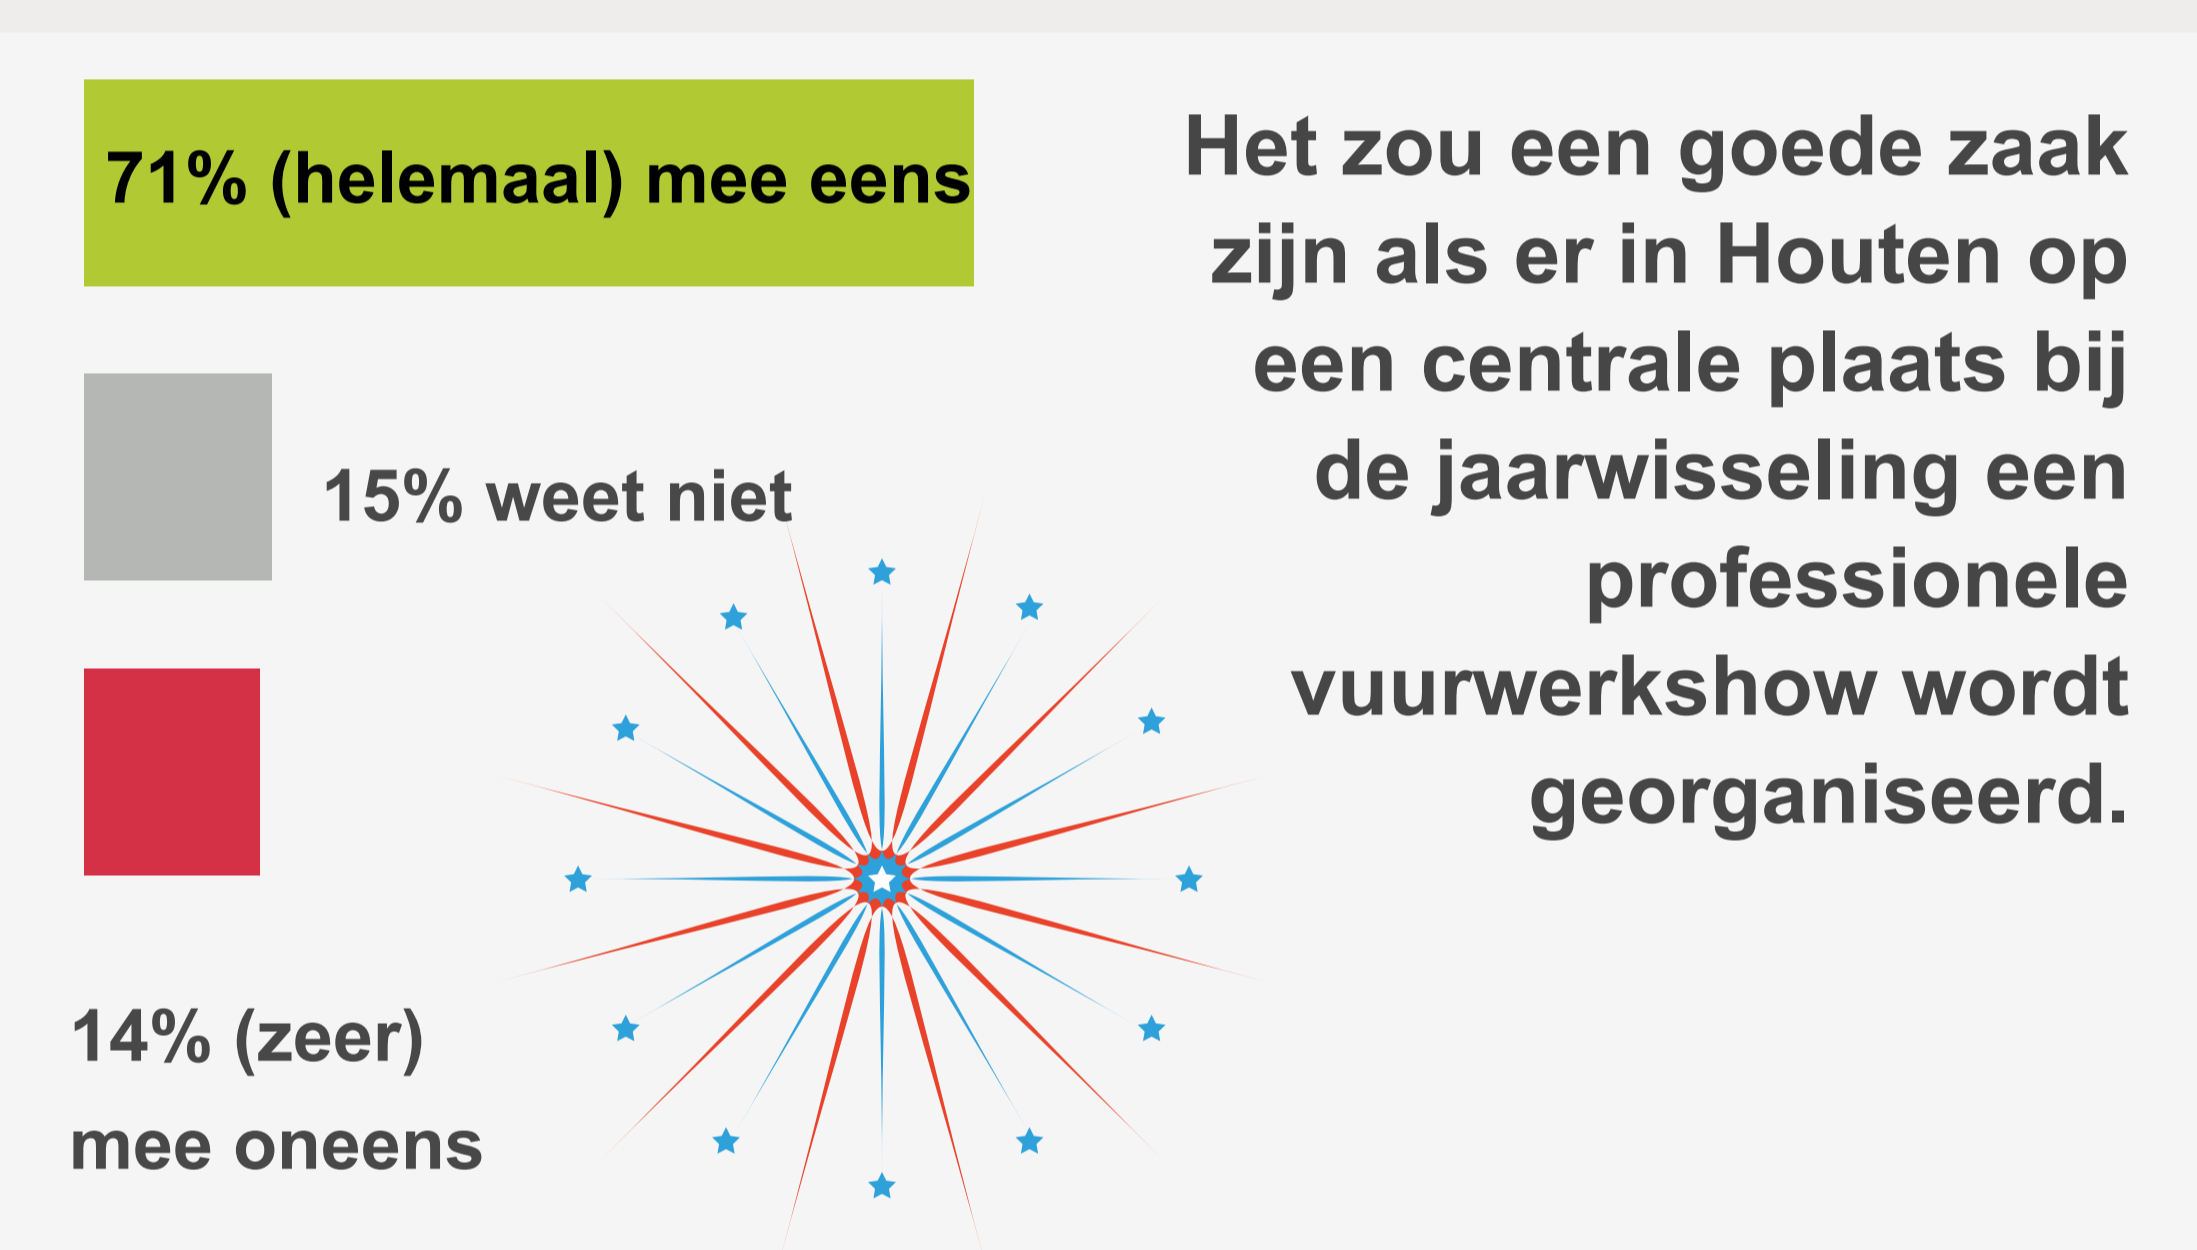 71% (helemaal) mee eens
15% weet niet
14% (zeer)
mee oneens
Het zou een goede zaak
zijn als er in Houten op
een centrale plaats bij
de jaarwisseling een
professionele
vuurwerkshow wordt
georganiseerd.